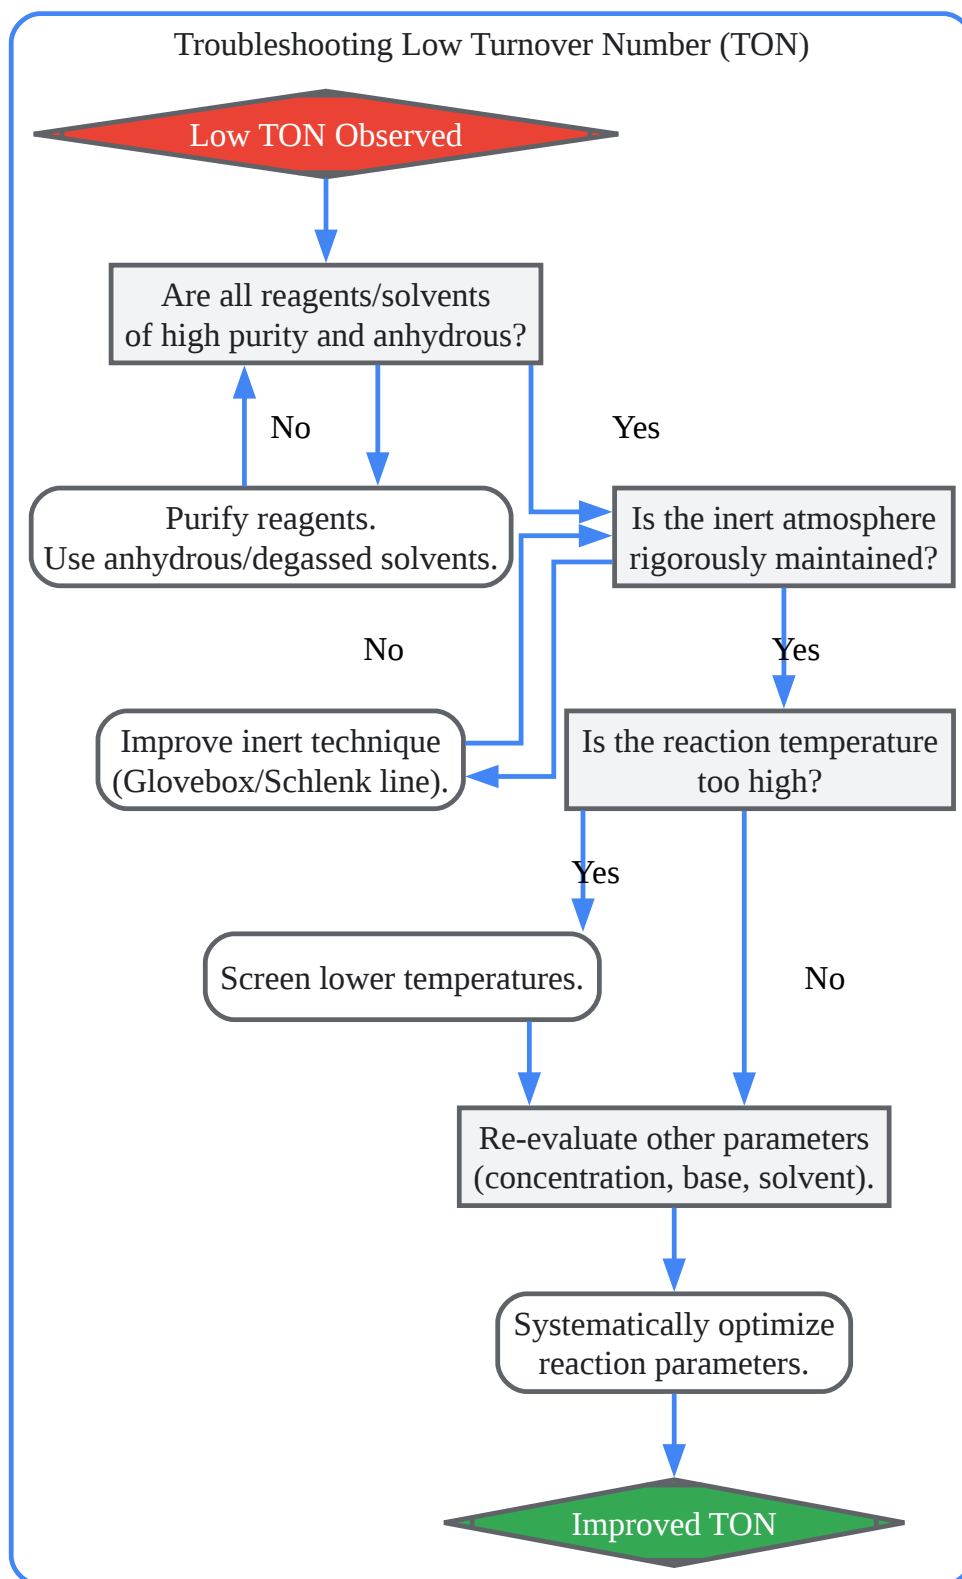 Troubleshooting Low Turnover Number (TON)
Low TON Observed
Are all reagents/solvents
of high purity and anhydrous?
No
Yes
Purify reagents.
Use anhydrous/degassed solvents.
Is the inert atmosphere
rigorously maintained?
No
Yes
Improve inert technique
(Glovebox/Schlenk line).
Is the reaction temperature
too high?
Yes
Screen lower temperatures.
No
Re-evaluate other parameters
(concentration, base, solvent).
Systematically optimize
reaction parameters.
Improved TON